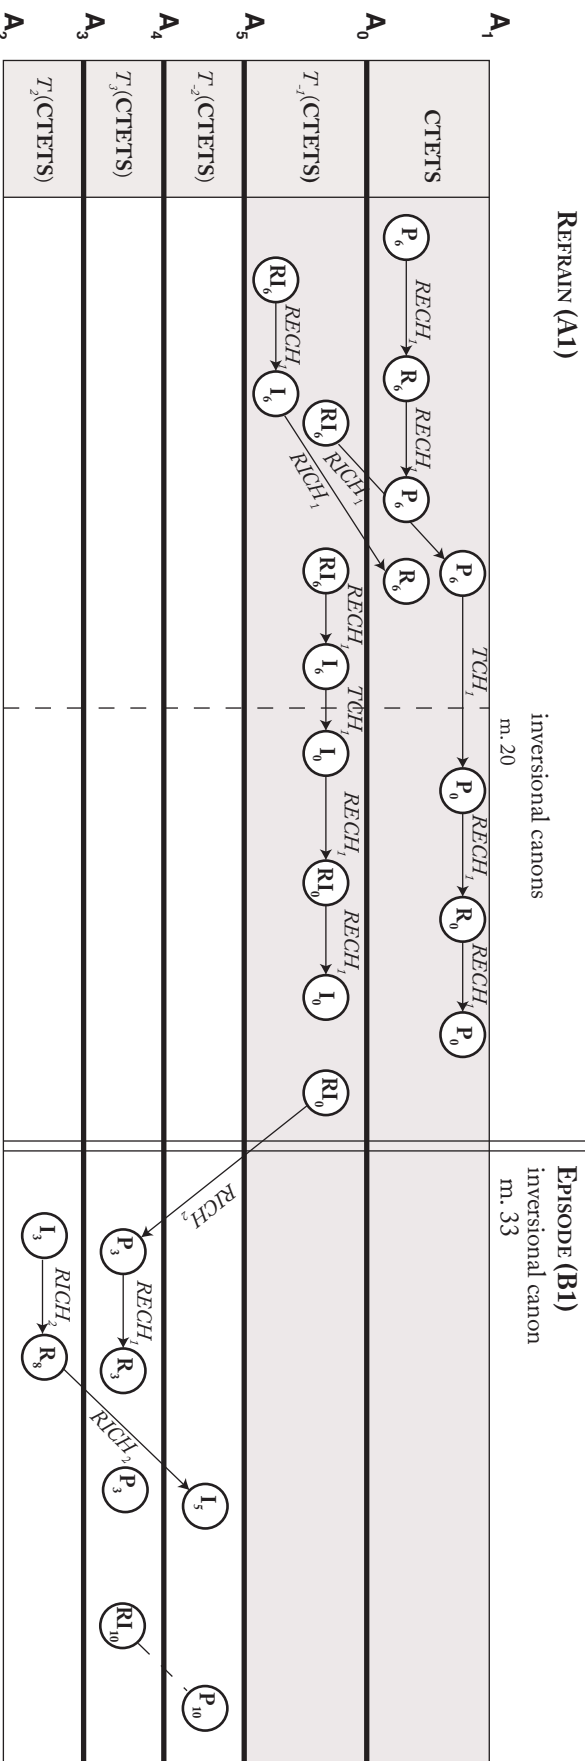 REFRAIN (A1)
EPISODE (B1)
inversional canons
inversional canon
m. 20
m. 33
A₁
CTETS
P₆ TCH₁ P₀ RECH₁ R₀ RECH₁ P₀
P₆ RECH₁ R₆ RECH₁ P₆ R₆
A₀
T₋₁(CTETS)
RI₆ RICH₁ RI₆ RECH₁ I₆ TCH₁ I₀ RECH₁ RI₀ RECH₁ I₀ RI₀
RI₆ RECH₁ I₆ RICH₁
A₅
RICH₂
T₋₂(CTETS)
I₅ P₁₀
A₄
T₃(CTETS)
P₃ RECH₁ R₃ P₃ RI₁₀
RICH₂
A₃
T₂(CTETS)
I₃ RICH₂ R₈
A₂